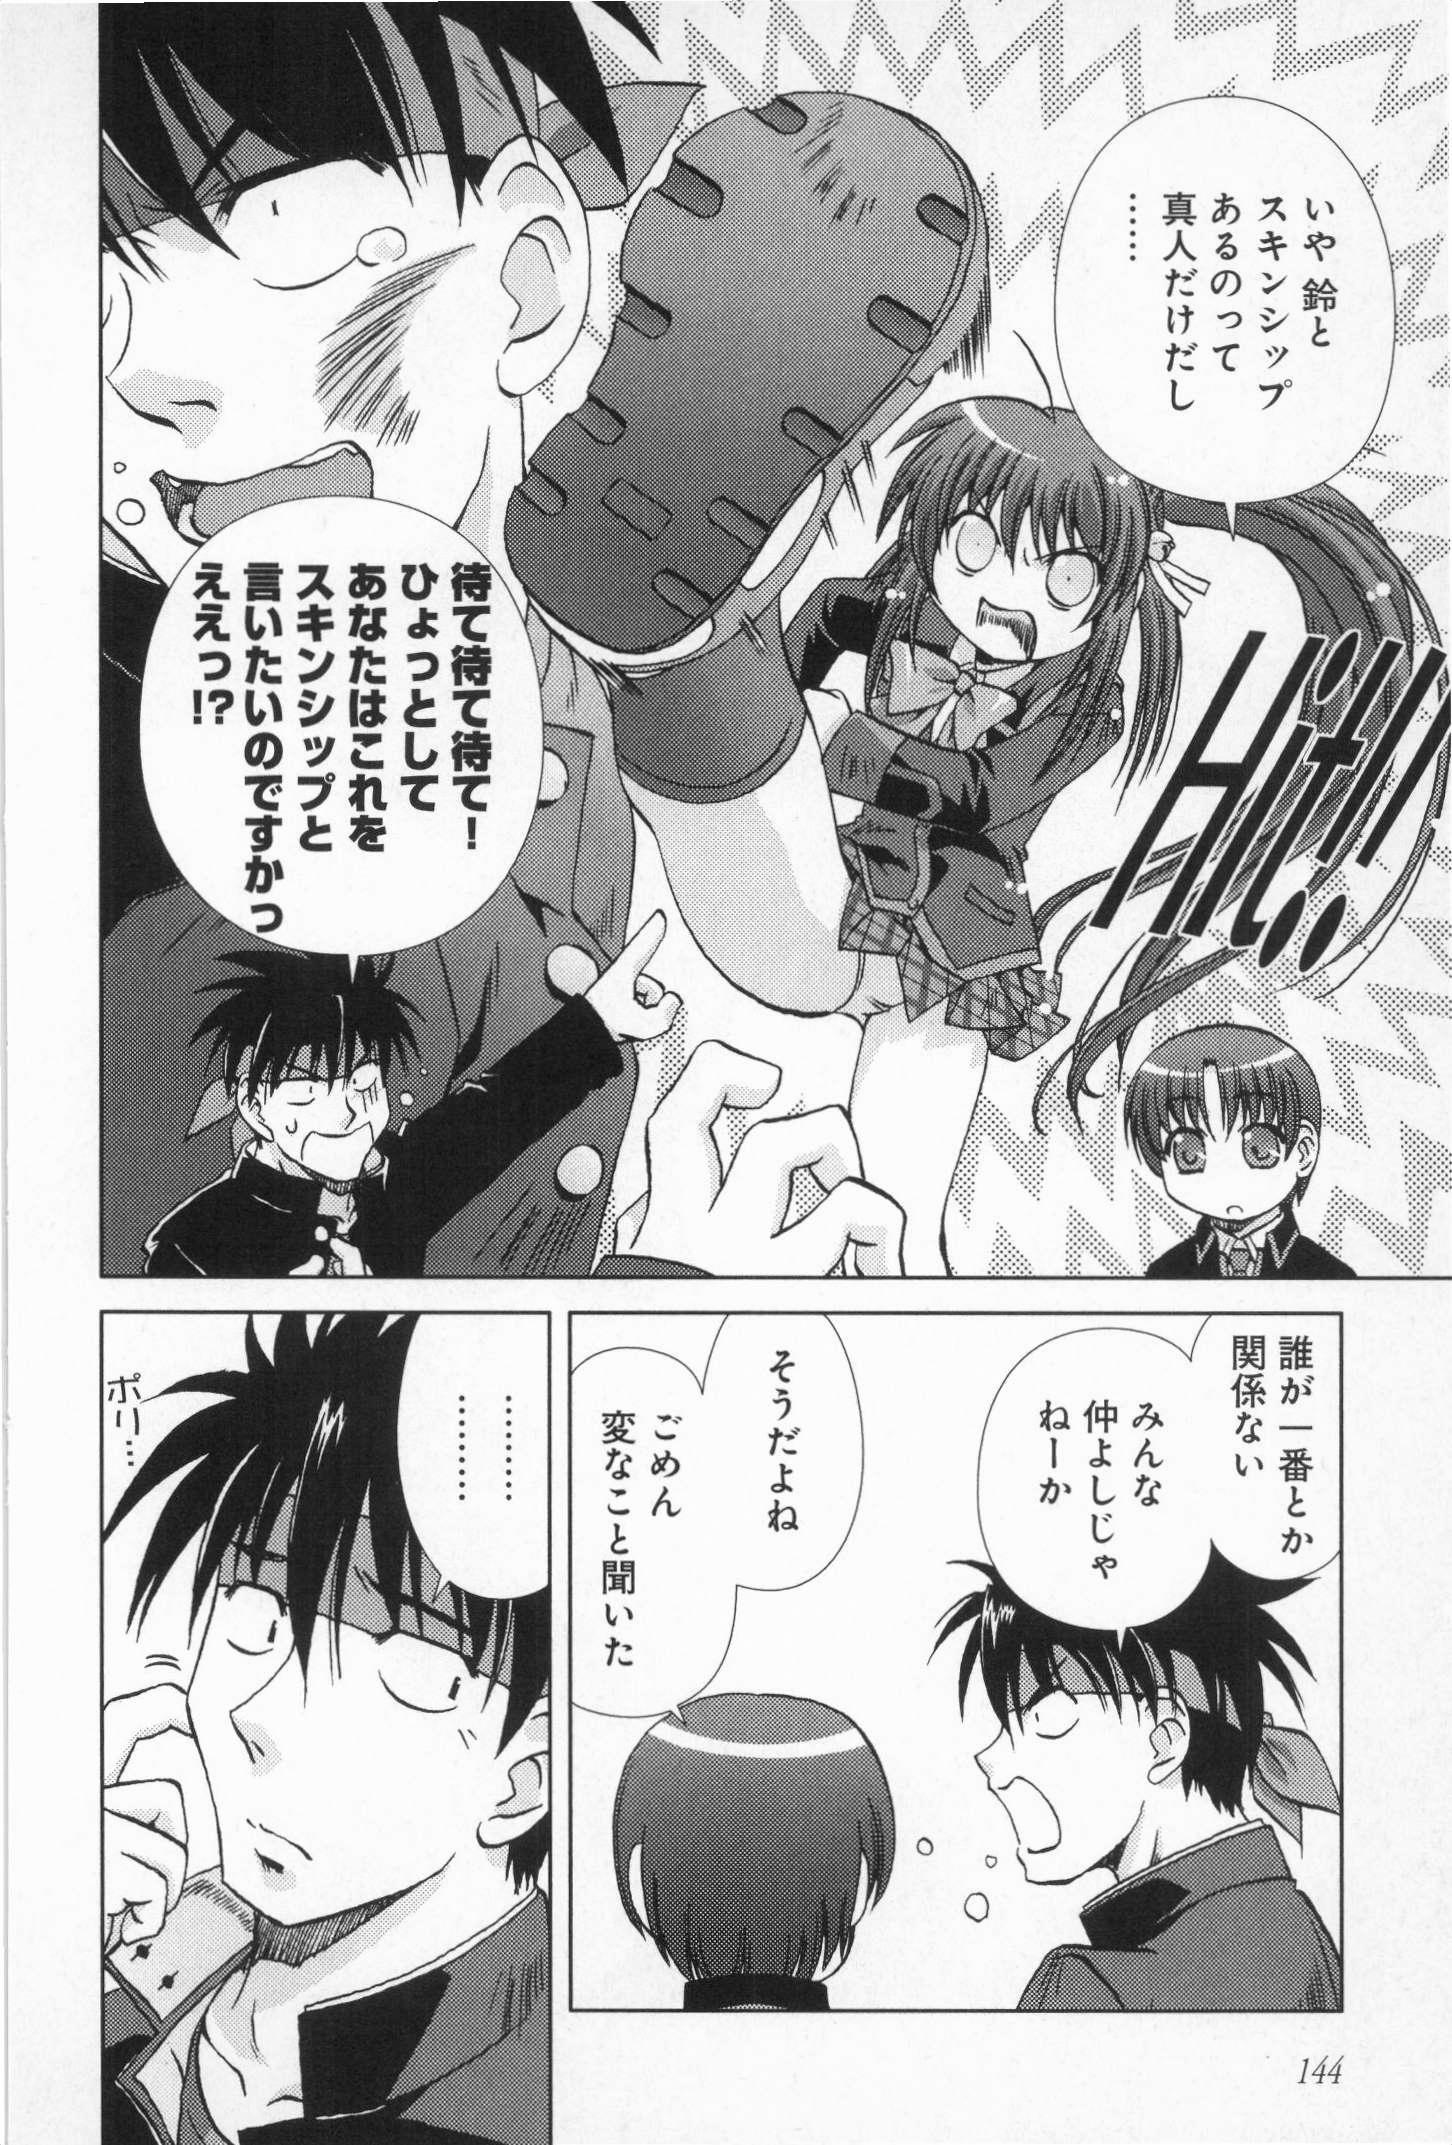 いや 鈴と
スキンシップ
あるのって
真人だけだし
……
Hit!!
待て待て待て！
ひょっとして
あなたはこれを
スキンシップと
言いたいのですかっ
ええっ!?
誰が一番とか
関係ない
みんな
仲よしじゃ
ねーか
そうだよね
ごめん
変なこと聞いた
………
………
ポリ…
144